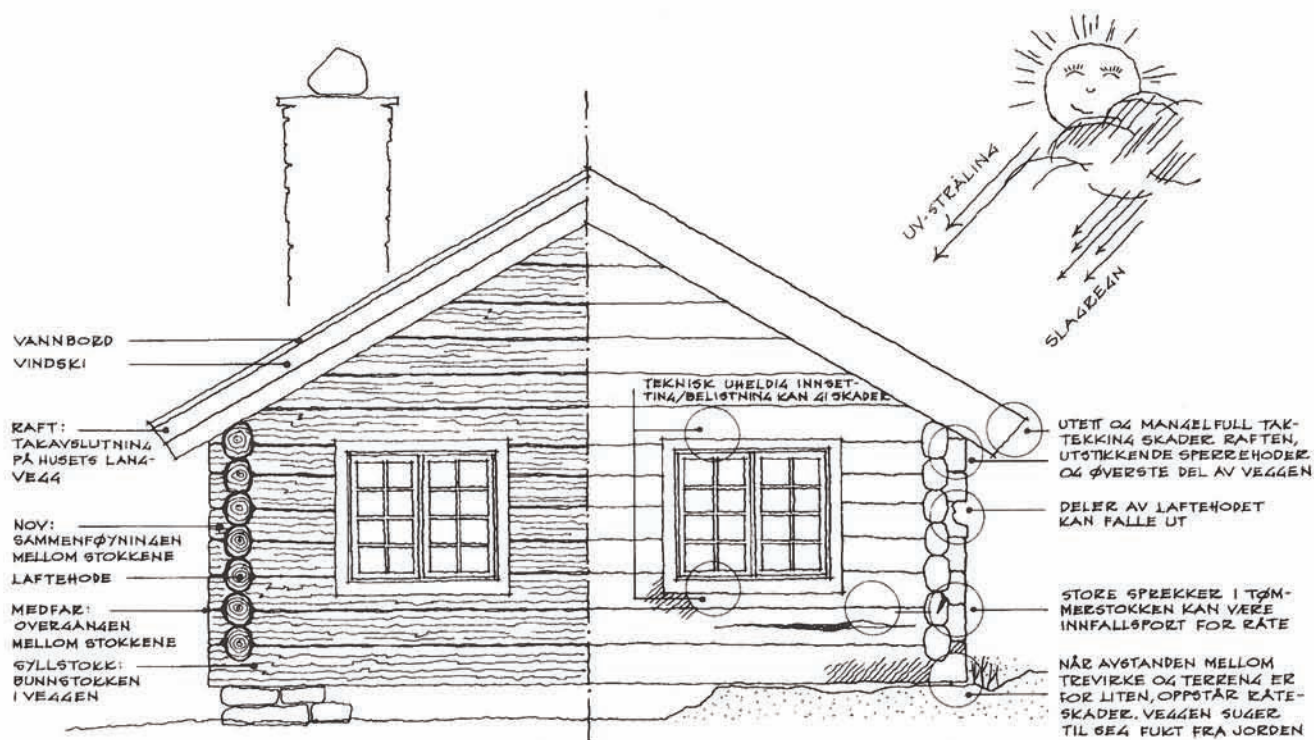 UV-STRÅLING
SLAGREGN
VANNBORD
VINDSKI
RAFT:
TAKAVSLUTNING
PÅ HUSETS LANG-
VEGG
NOV:
SAMMENFØYNINGEN
MELLOM STOKKENE
LAFTEHODE
MEDFAR:
OVERGANGEN
MELLOM STOKKENE
SYLLSTOKK:
BUNNSTOKKEN
I VEGGEN
TEKNISK UHELDIG INNSET-
TING/BELISTNING KAN GI SKADER
UTETT OG MANGELFULL TAK-
TEKKING SKADER RAFTEN,
UTSTIKKENDE SPERREHODER
OG ØVERSTE DEL AV VEGGEN
DELER AV LAFTEHODET
KAN FALLE UT
STORE SPREKKER I TØM-
MERSTOKKEN KAN VÆRE
INNFALLSPORT FOR RÅTE
NÅR AVSTANDEN MELLOM
TREVIRKE OG TERRENG ER
FOR LITEN, OPPSTÅR RÅTE-
SKADER. VEGGEN SUGER
TIL SEG FUKT FRA JORDEN